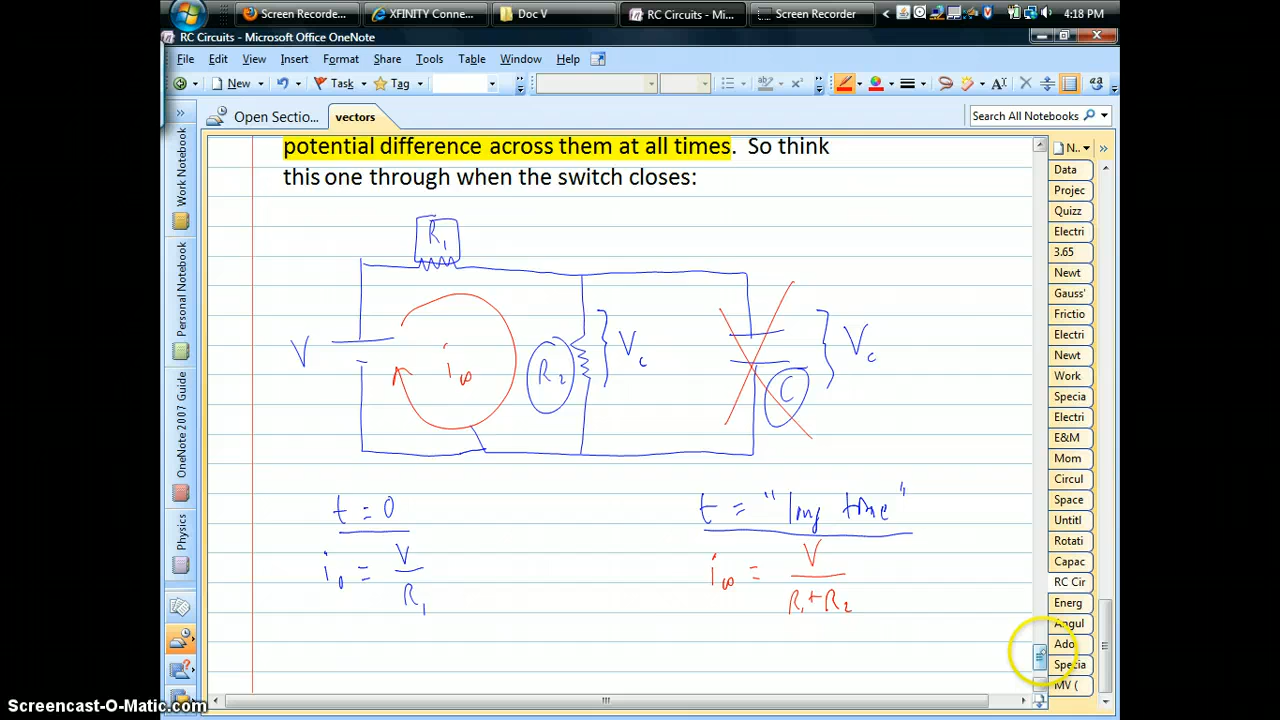 Screen Recorde... XFINITY Conne... Doc V RC Circuits - Mi... Screen Recorder 4:18 PM
RC Circuits - Microsoft Office OneNote
File Edit View Insert Format Share Tools Table Window Help
New Task Tag
Open Sectio... vectors Search All Notebooks
potential difference across them at all times. So think
this one through when the switch closes:
R1
V i∞ R2 Vc C Vc
t = 0
i0 = V/R1
t = "long time"
i∞ = V/R1+R2
Work Notebook
Personal Notebook
OneNote 2007 Guide
Physics
N..
Data
Projec
Quizz
Electri
3.65
Newt
Gauss'
Frictio
Electri
Newt
Work
Specia
Electri
E&M
Mom
Circul
Space
Untitl
Rotati
Capac
RC Cir
Energ
Angul
Ado
Specia
MV (
Screencast-O-Matic.com